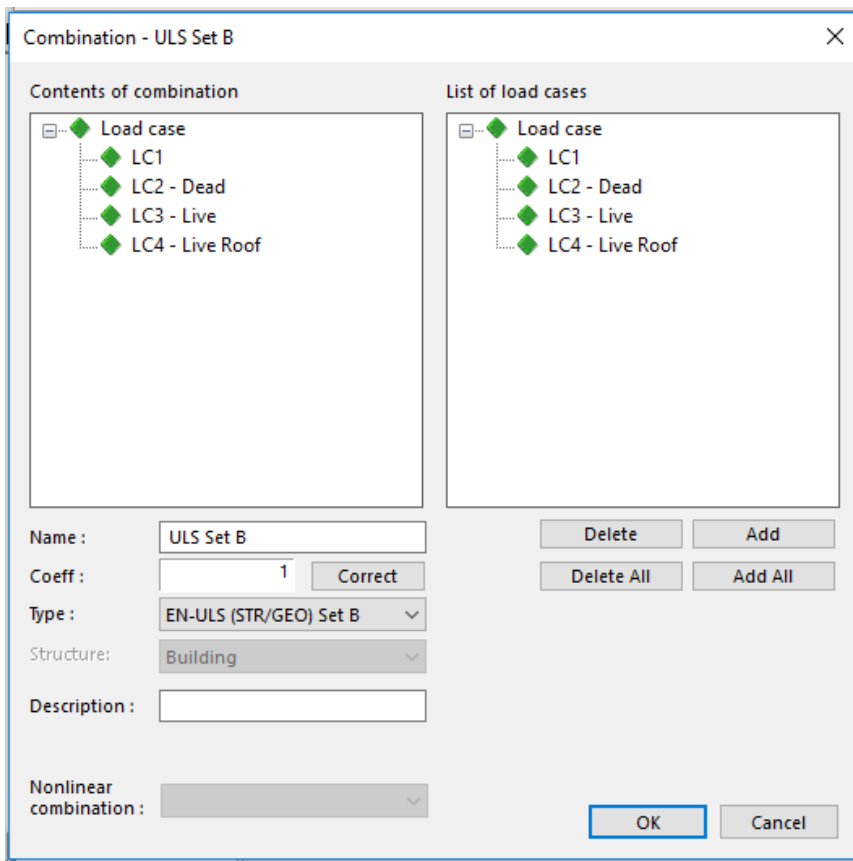 Combination - ULS Set B
Contents of combination
Load case
LC1
LC2 - Dead
LC3 - Live
LC4 - Live Roof
List of load cases
Load case
LC1
LC2 - Dead
LC3 - Live
LC4 - Live Roof
Name : ULS Set B
Delete Add
Coeff : 1 Correct
Delete All Add All
Type : EN-ULS (STR/GEO) Set B
Structure: Building
Description :
Nonlinear
combination :
OK Cancel